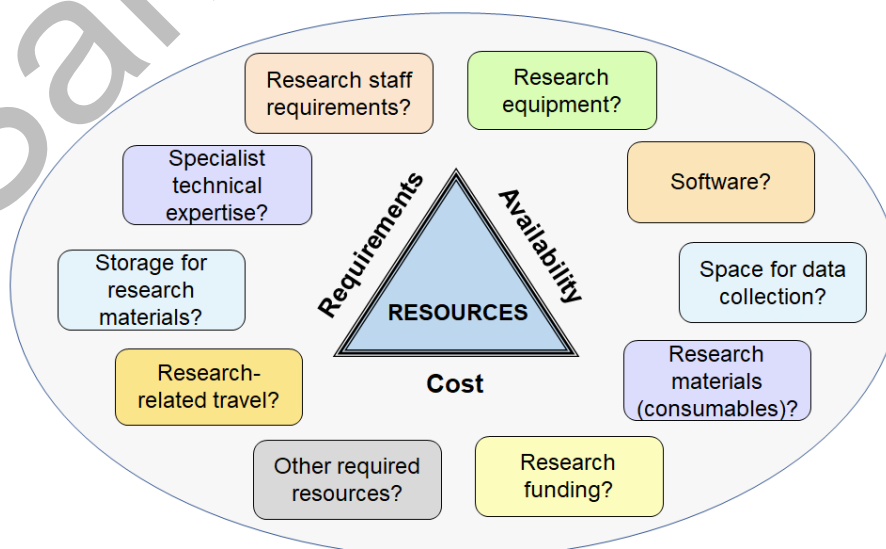 Research staff
requirements?
Research
equipment?
Specialist
technical
expertise?
Software?
Requirements
Availability
Storage for
research
materials?
Space for data
collection?
RESOURCES
Research-
related travel?
Cost
Research
materials
(consumables)?
Other required
resources?
Research
funding?